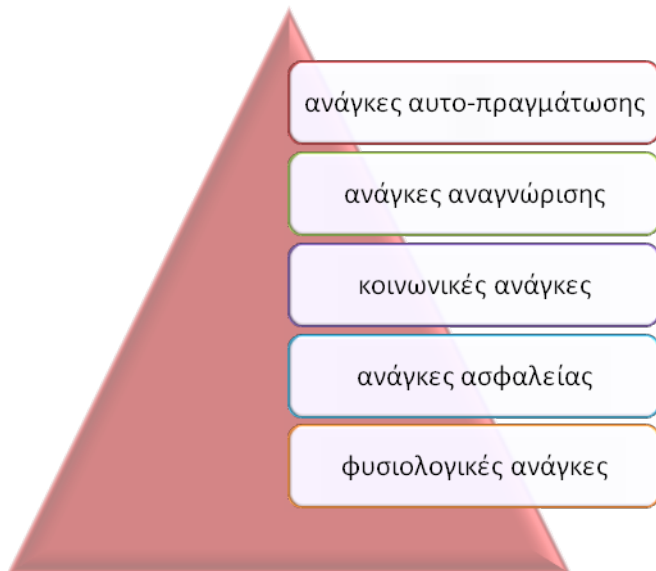 ανάγκες αυτο-πραγμάτωσης
ανάγκες αναγνώρισης
κοινωνικές ανάγκες
ανάγκες ασφαλείας
φυσιολογικές ανάγκες